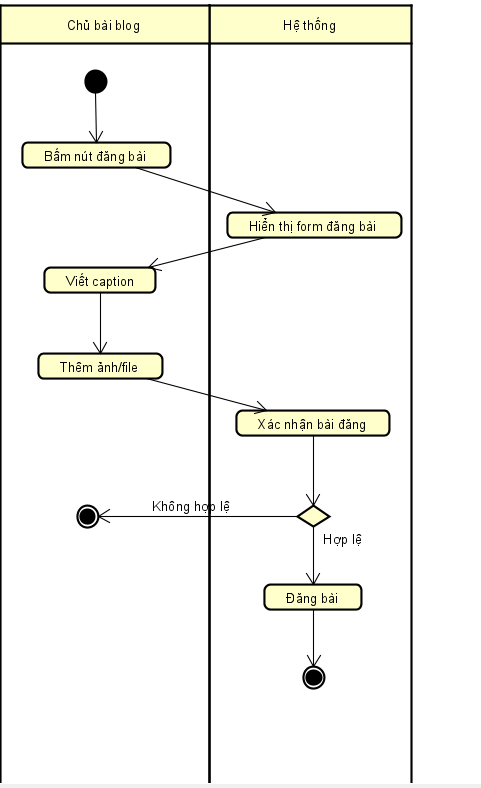 Chủ bài blog
Hệ thống
Bấm nút đăng bài
Hiển thị form đăng bài
Viết caption
Thêm ảnh/file
Xác nhận bài đăng
Không hợp lệ
Hợp lệ
Đăng bài